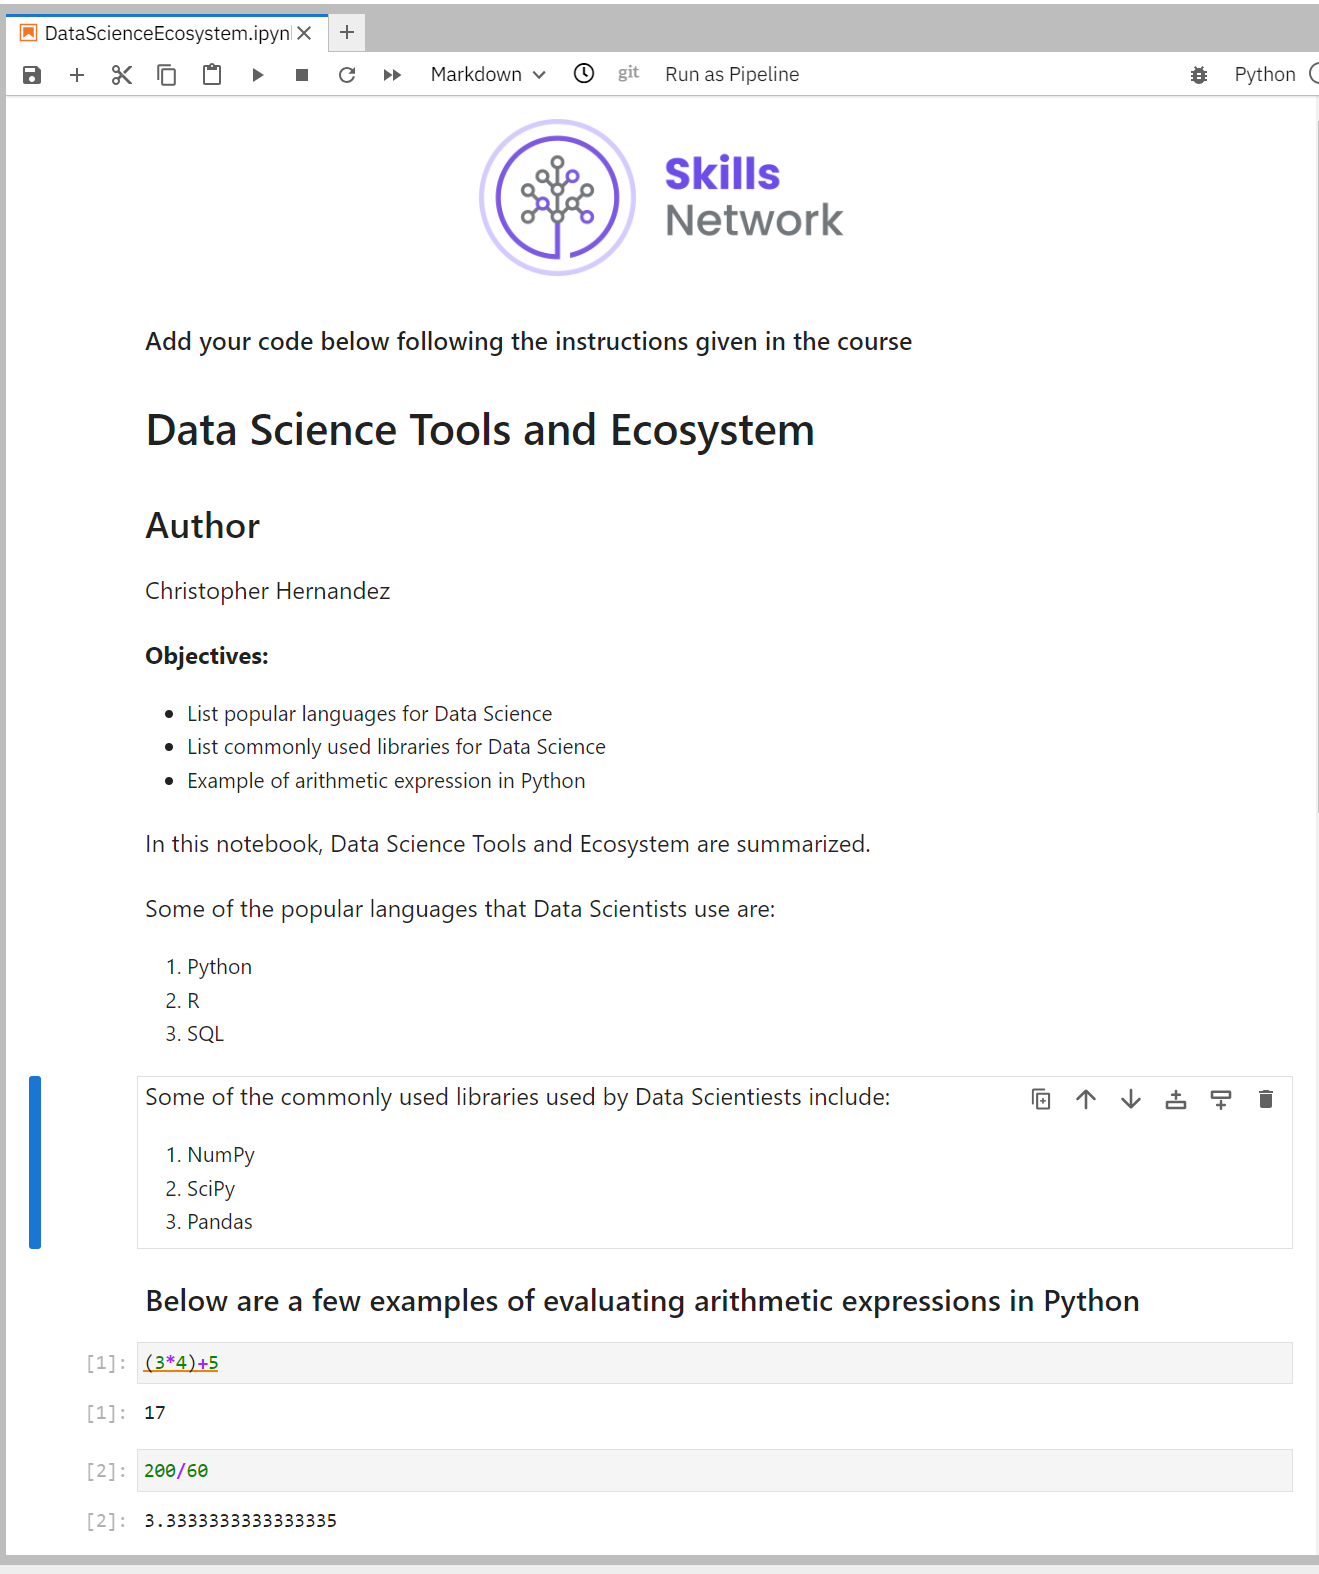 DataScienceEcosystem.ipyn
Markdown git Run as Pipeline Python
Skills
Network
Add your code below following the instructions given in the course
Data Science Tools and Ecosystem
Author
Christopher Hernandez
Objectives:
• List popular languages for Data Science
• List commonly used libraries for Data Science
• Example of arithmetic expression in Python
In this notebook, Data Science Tools and Ecosystem are summarized.
Some of the popular languages that Data Scientists use are:
1. Python
2. R
3. SQL
Some of the commonly used libraries used by Data Scientiests include:
1. NumPy
2. SciPy
3. Pandas
Below are a few examples of evaluating arithmetic expressions in Python
[1]: (3*4)+5
[1]: 17
[2]: 200/60
[2]: 3.3333333333333335